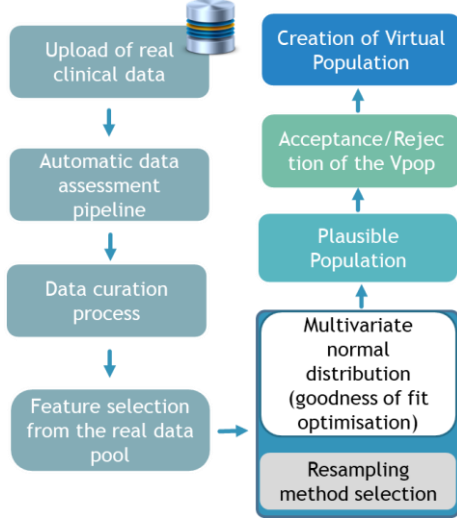 Upload of real
clinical data
Automatic data
assessment
pipeline
Data curation
process
Feature selection
from the real data
pool
Multivariate
normal
distribution
(goodness of fit
optimisation)
Resampling
method selection
Plausible
Population
Acceptance/Rejec
tion of the Vpop
Creation of Virtual
Population